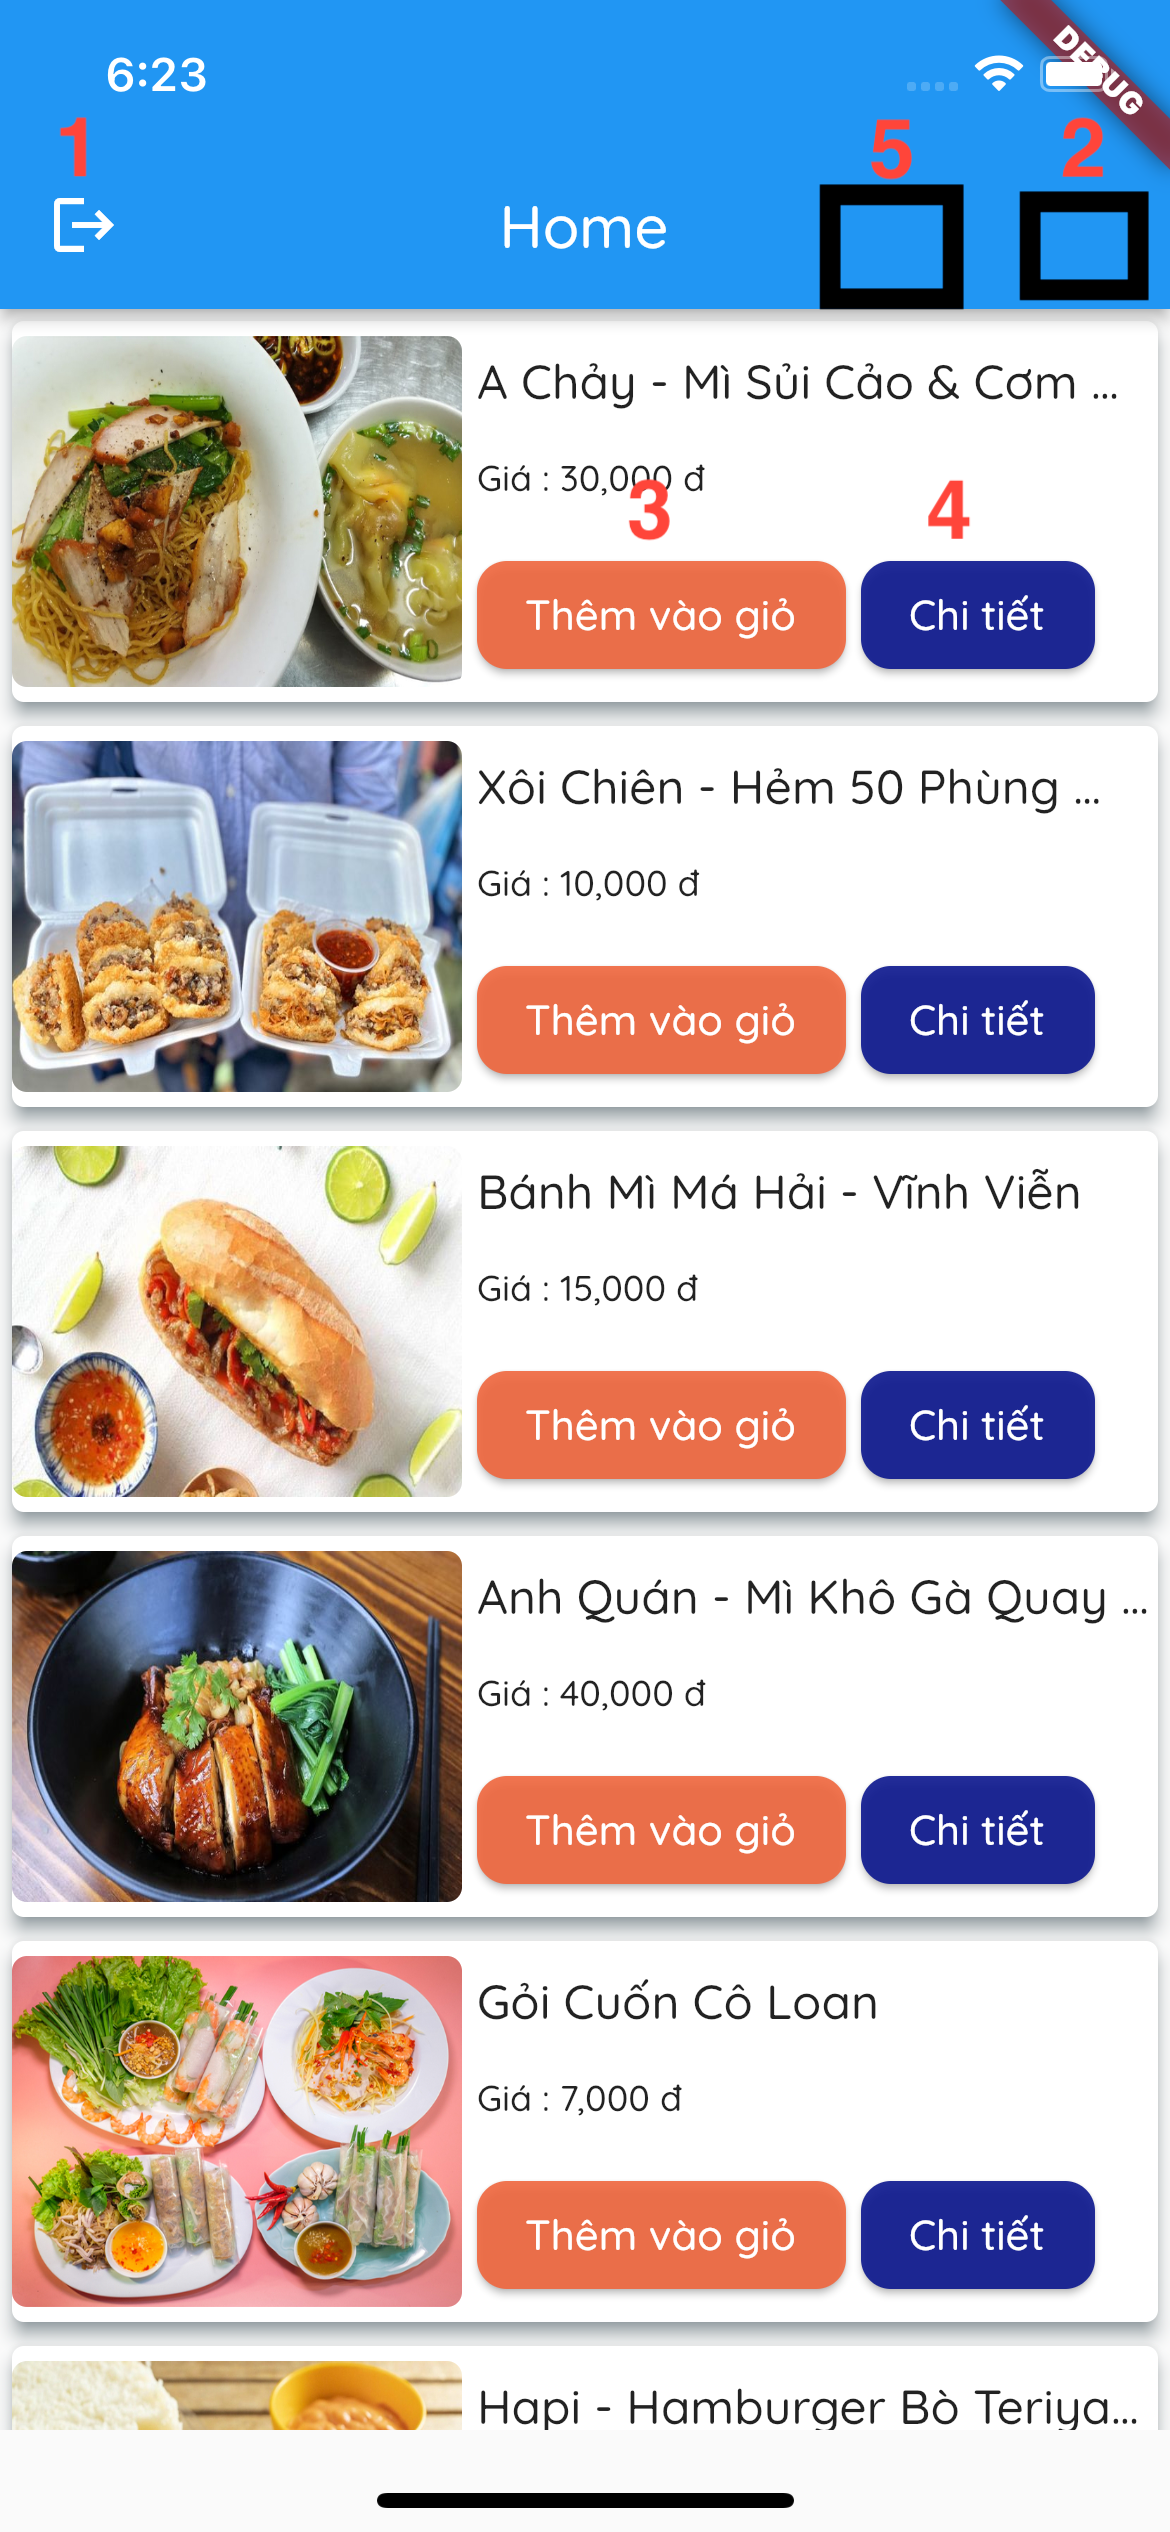 6:23
DEBUG
1
5
2
Home
A Chảy - Mì Sủi Cảo & Cơm ...
Giá : 30,000 đ
3
4
Thêm vào giỏ
Chi tiết
Xôi Chiên - Hẻm 50 Phùng ...
Giá : 10,000 đ
Thêm vào giỏ
Chi tiết
Bánh Mì Má Hải - Vĩnh Viễn
Giá : 15,000 đ
Thêm vào giỏ
Chi tiết
Anh Quán - Mì Khô Gà Quay ...
Giá : 40,000 đ
Thêm vào giỏ
Chi tiết
Gỏi Cuốn Cô Loan
Giá : 7,000 đ
Thêm vào giỏ
Chi tiết
Hapi - Hamburger Bò Teriya...